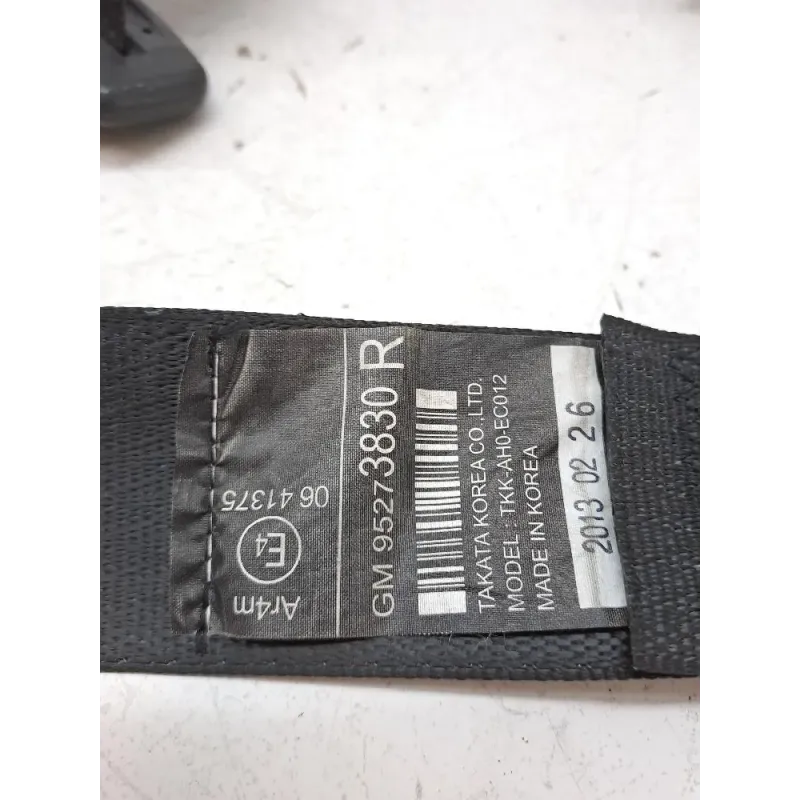 Ar4m E4 06 41375
GM 95273830 R
TAKATA KOREA CO.,LTD.
MODEL : TKK-AH0-EC012
MADE IN KOREA
2013 02 26